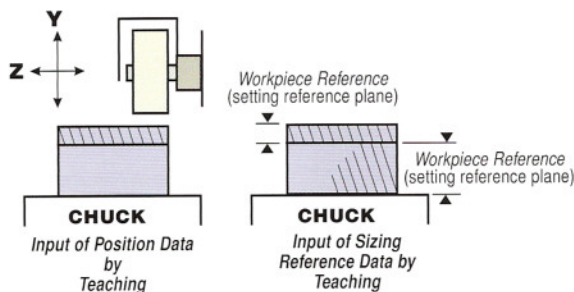 Y
Z
Workpiece Reference
(setting reference plane)
Workpiece Reference
(setting reference plane)
CHUCK
Input of Position Data
by
Teaching
CHUCK
Input of Sizing
Reference Data by
Teaching